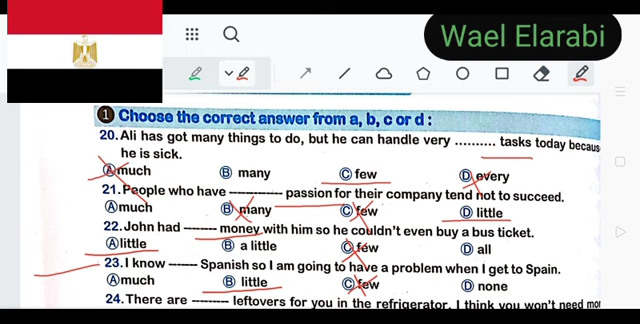 Wael Elarabi
1 Choose the correct answer from a, b, c or d :
20. Ali has got many things to do, but he can handle very .......... tasks today becaus
he is sick.
A much B many C few D every
21. People who have ------------- passion for their company tend not to succeed.
A much B many C few D little
22. John had -------- money with him so he couldn't even buy a bus ticket.
A little B a little C few D all
23. I know ------- Spanish so I am going to have a problem when I get to Spain.
A much B little C few D none
24. There are --------- leftovers for you in the refrigerator. I think you won't need